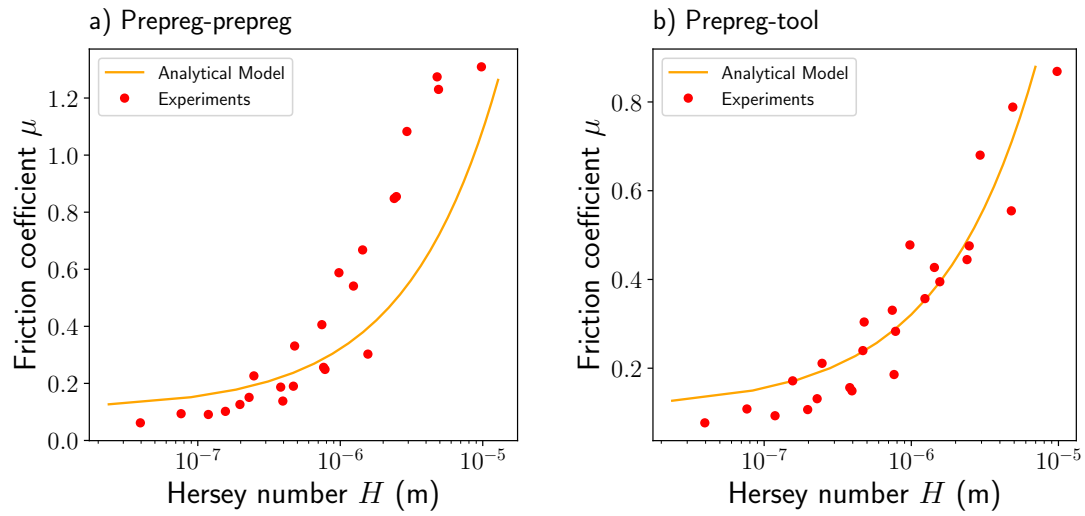 a) Prepreg-prepreg
Analytical Model
Experiments
1.2
1.0
0.8
0.6
0.4
0.2
0.0
Friction coefficient μ
10⁻⁷
10⁻⁶
10⁻⁵
Hersey number H (m)
b) Prepreg-tool
Analytical Model
Experiments
0.8
0.6
0.4
0.2
Friction coefficient μ
10⁻⁷
10⁻⁶
10⁻⁵
Hersey number H (m)